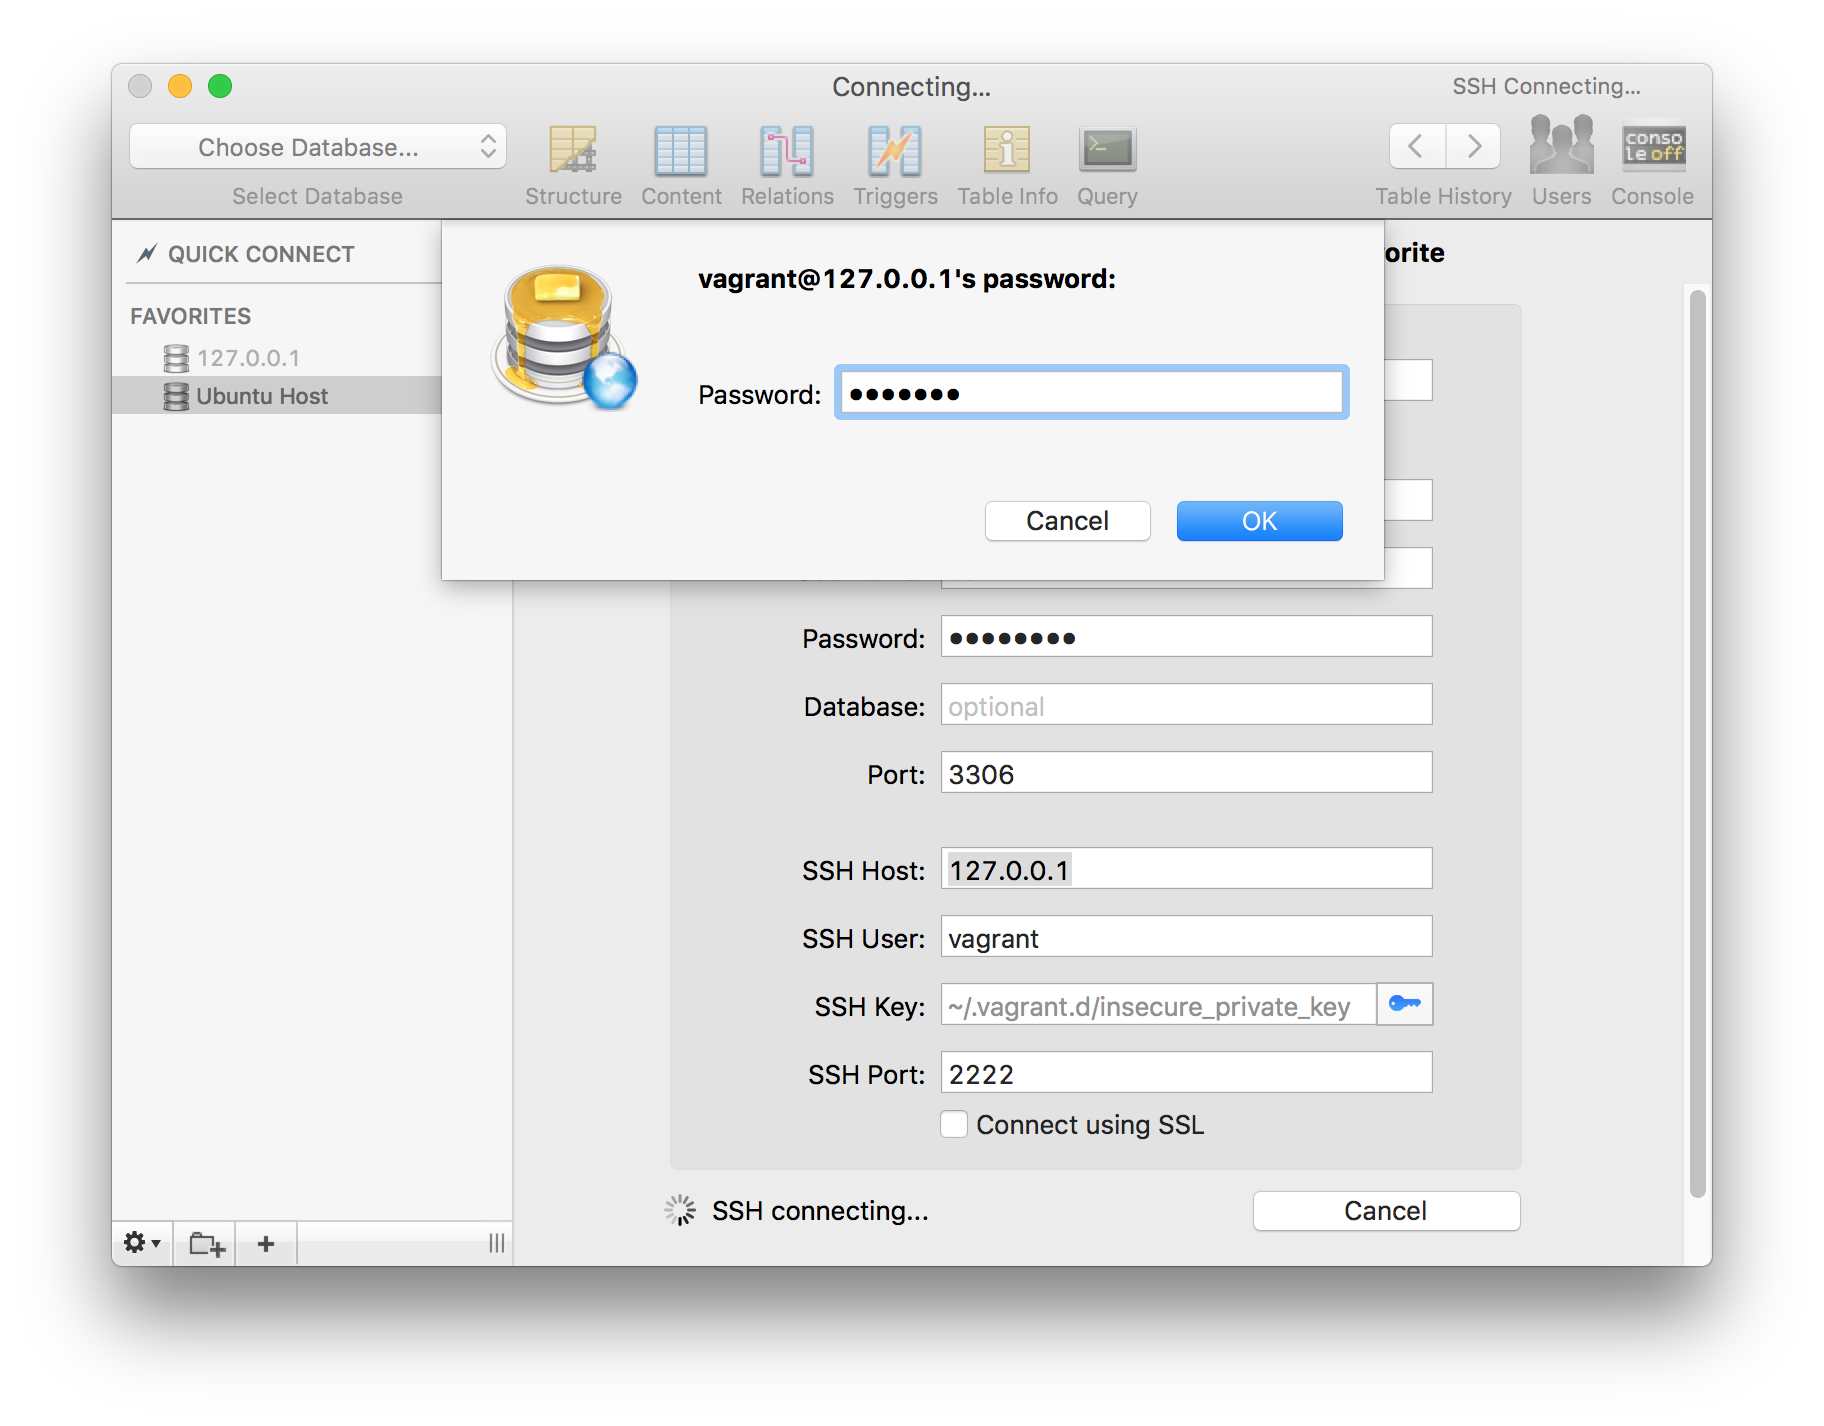 Connecting...
SSH Connecting...
Choose Database...
conso
le off
Select Database
Structure
Content
Relations
Triggers
Table Info
Query
Table History
Users
Console
QUICK CONNECT
orite
vagrant@127.0.0.1's password:
FAVORITES
127.0.0.1
Ubuntu Host
Password: •••••••
Cancel
OK
Password: ••••••••
Database: optional
Port: 3306
SSH Host: 127.0.0.1
SSH User: vagrant
SSH Key: ~/.vagrant.d/insecure_private_key
SSH Port: 2222
Connect using SSL
SSH connecting...
Cancel